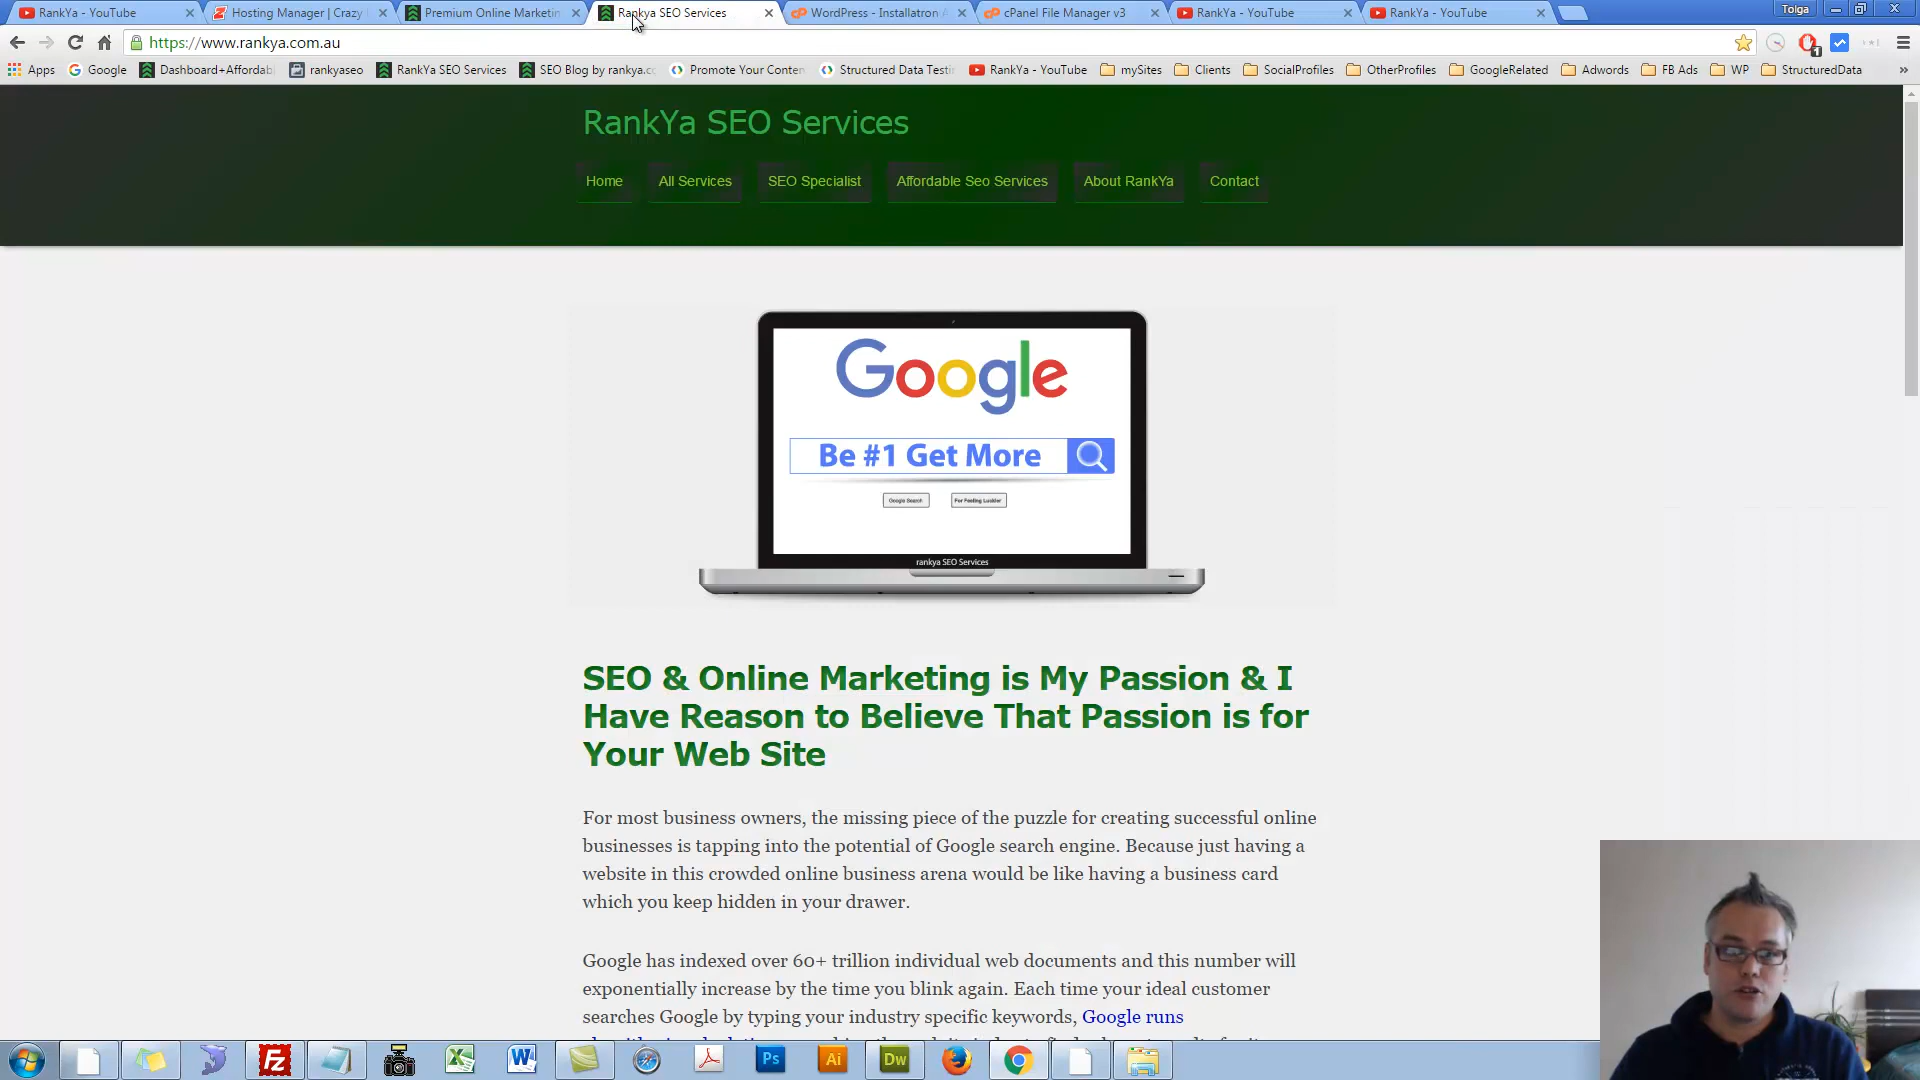 RankYa - YouTube
Hosting Manager | Crazy
Premium Online Marketin
Rankya SEO Services
WordPress - Installatron
cPanel File Manager v3
RankYa - YouTube
RankYa - YouTube
Tolga
https://www.rankya.com.au
Apps
Google
Dashboard+Affordab
rankyaseo
RankYa SEO Services
SEO Blog by rankya.co
Promote Your Conten
Structured Data Testi
RankYa - YouTube
mySites
Clients
SocialProfiles
OtherProfiles
GoogleRelated
Adwords
FB Ads
WP
StructuredData
RankYa SEO Services
Home
All Services
SEO Specialist
Affordable Seo Services
About RankYa
Contact
Google
Be #1 Get More
Google Search
For Feeling Luckier
rankya SEO Services
SEO & Online Marketing is My Passion & I
Have Reason to Believe That Passion is for
Your Web Site
For most business owners, the missing piece of the puzzle for creating successful online
businesses is tapping into the potential of Google search engine. Because just having a
website in this crowded online business arena would be like having a business card
which you keep hidden in your drawer.
Google has indexed over 60+ trillion individual web documents and this number will
exponentially increase by the time you blink again. Each time your ideal customer
searches Google by typing your industry specific keywords, Google runs
Ps
Ai
Dw